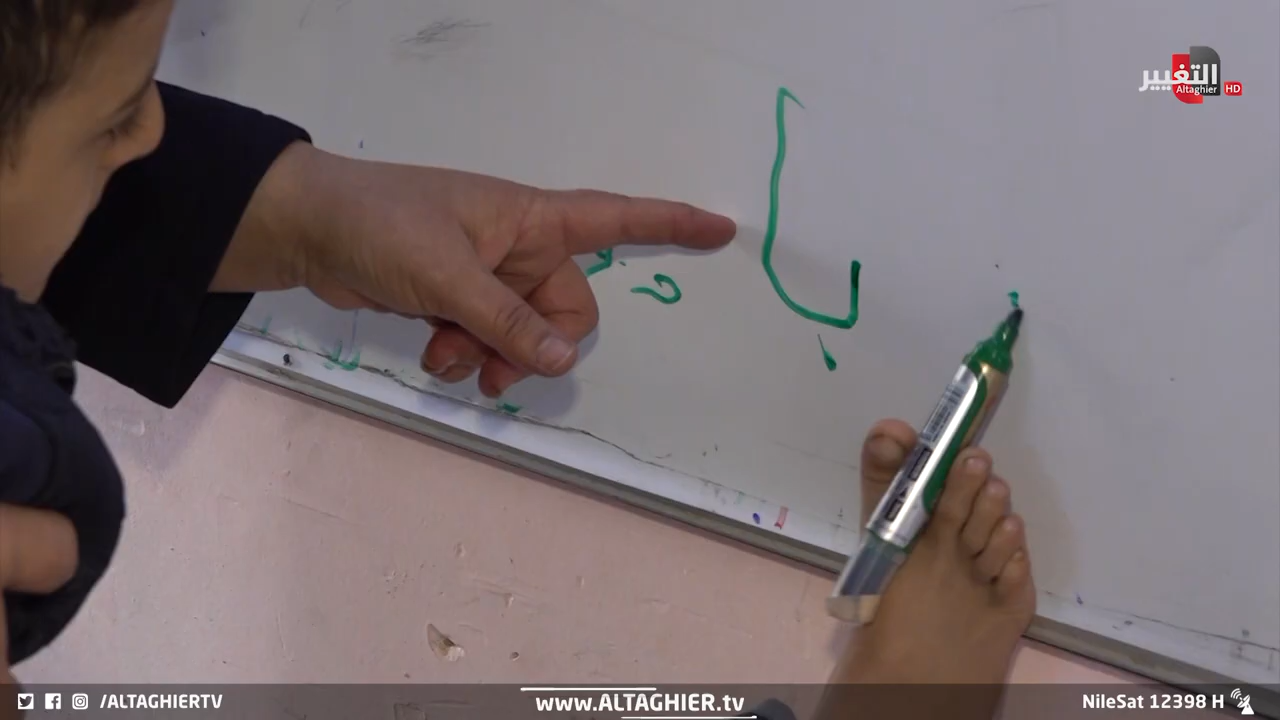 التغيير
Altaghier HD
/ALTAGHIERTV
www.ALTAGHIER.tv
NileSat 12398 H